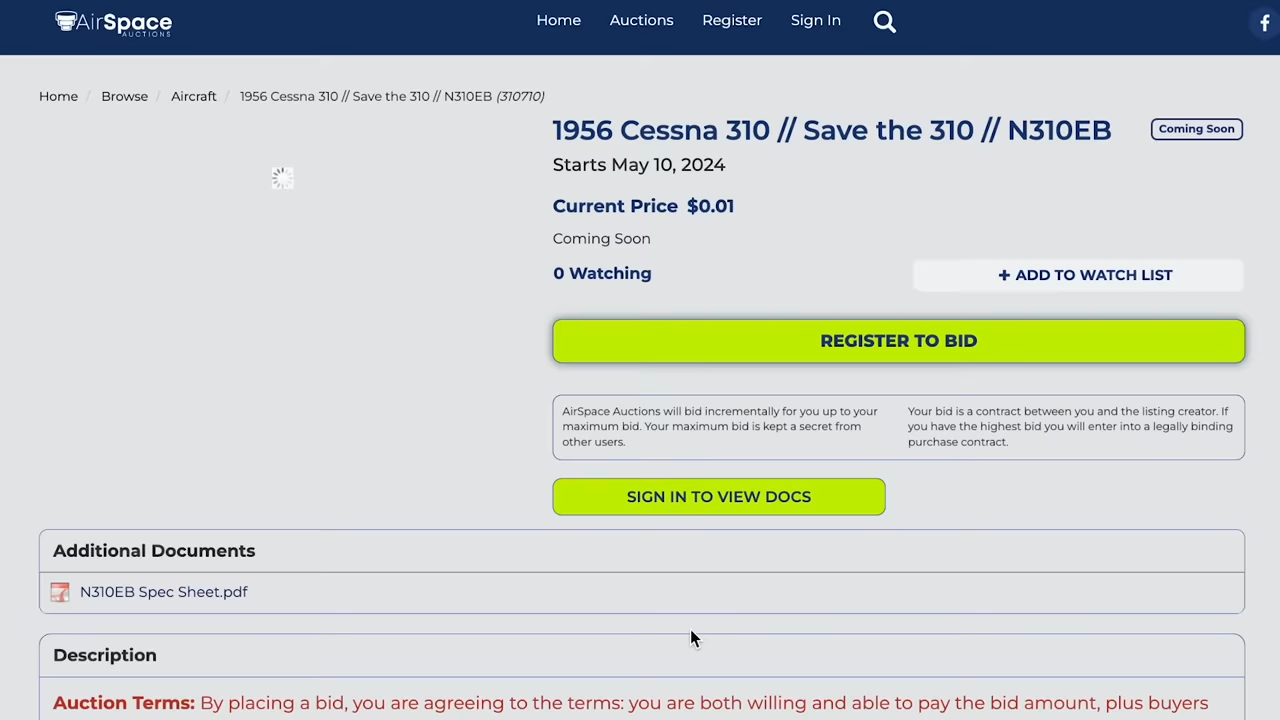 AirSpace
AUCTIONS
Home
Auctions
Register
Sign In
Home / Browse / Aircraft / 1956 Cessna 310 // Save the 310 // N310EB (310710)
1956 Cessna 310 // Save the 310 // N310EB
Coming Soon
Starts May 10, 2024
Current Price $0.01
Coming Soon
0 Watching
+ ADD TO WATCH LIST
REGISTER TO BID
AirSpace Auctions will bid incrementally for you up to your
maximum bid. Your maximum bid is kept a secret from
other users.
Your bid is a contract between you and the listing creator. If
you have the highest bid you will enter into a legally binding
purchase contract.
SIGN IN TO VIEW DOCS
Additional Documents
N310EB Spec Sheet.pdf
Description
Auction Terms: By placing a bid, you are agreeing to the terms: you are both willing and able to pay the bid amount, plus buyers